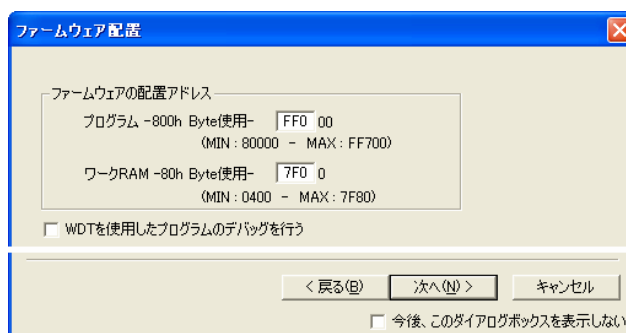 ファームウェア配置
ファームウェアの配置アドレス
プログラム -800h Byte使用- FF0 00
(MIN : 80000 - MAX : FF700)
ワークRAM -80h Byte使用- 7F0 0
(MIN : 0400 - MAX : 7F80)
WDTを使用したプログラムのデバッグを行う
< 戻る(B) 次へ(N) > キャンセル
今後、このダイアログボックスを表示しない